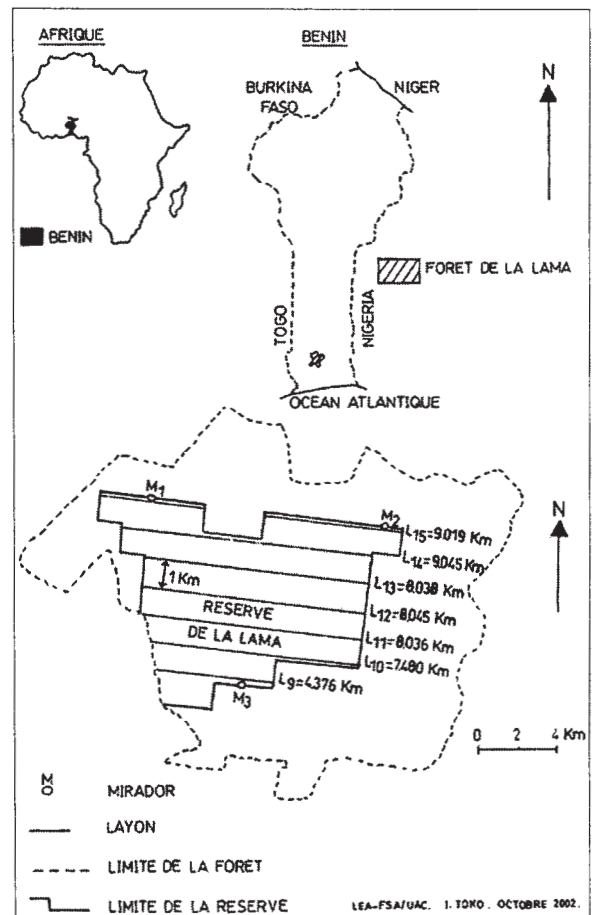 AFRIQUE
BENIN
BURKINA
FASO
NIGER
N
BENIN
FORET DE LA LAMA
TOGO
NIGERIA
OCEAN ATLANTIQUE
N
M1
M2
L15=9.019 Km
L14=9.045 Km
L13=8.038 Km
1 Km
L12=8.045 Km
RESERVE
L11=8.036 Km
DE LA LAMA
L10=7.480 Km
L9=4.376 Km
M3
0 2 4 Km
M
MIRADOR
LAYON
LIMITE DE LA FORET
LIMITE DE LA RESERVE
LEA-FSA/UAC. I. TOKO. OCTOBRE 2002.